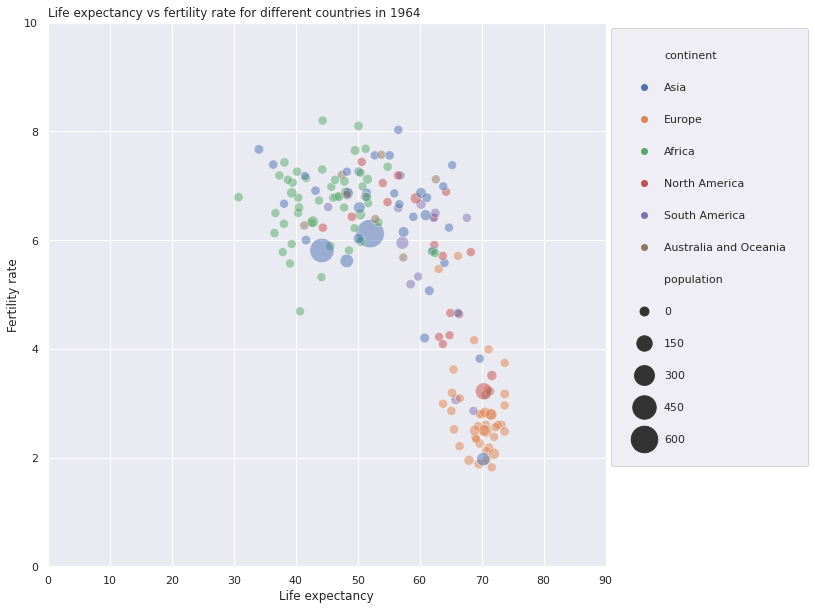 Life expectancy vs fertility rate for different countries in 1964
10
8
6
4
2
0
Fertility rate
0 10 20 30 40 50 60 70 80 90
Life expectancy
continent
Asia
Europe
Africa
North America
South America
Australia and Oceania
population
0
150
300
450
600